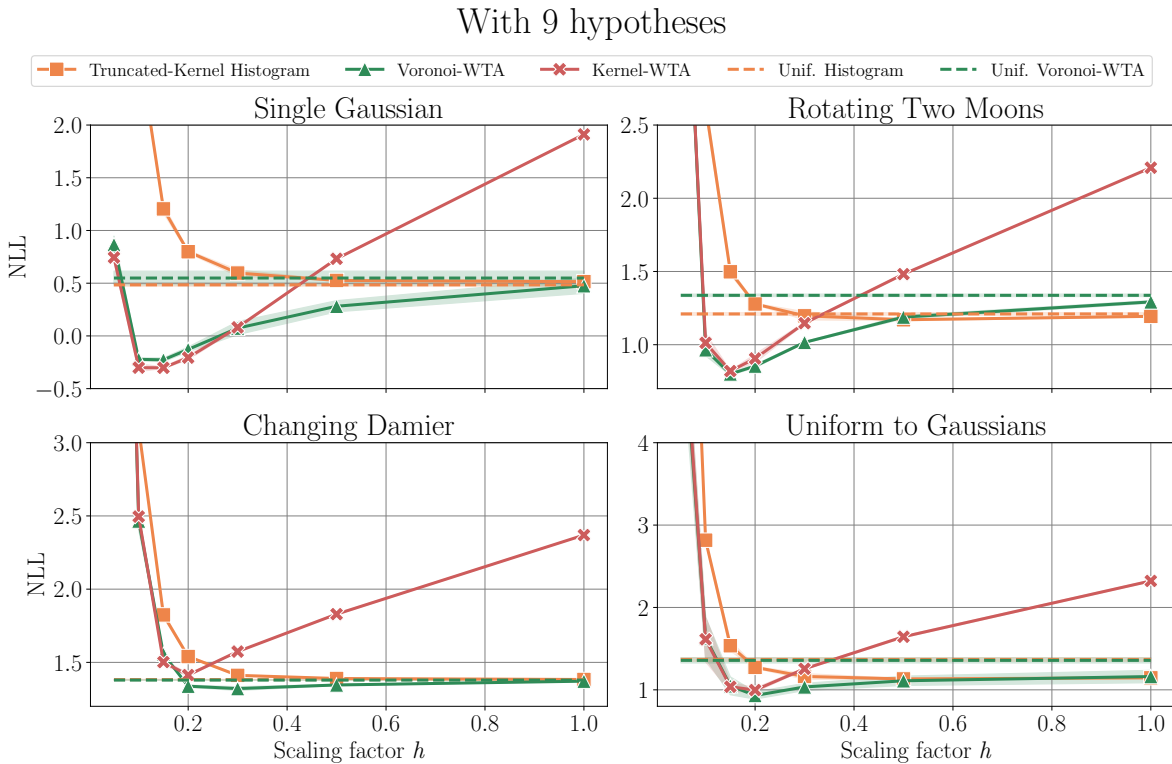 With 9 hypotheses
Truncated-Kernel Histogram Voronoi-WTA Kernel-WTA Unif. Histogram Unif. Voronoi-WTA
Single Gaussian
NLL
2.0
1.5
1.0
0.5
0.0
−0.5
Rotating Two Moons
2.5
2.0
1.5
1.0
Changing Damier
NLL
3.0
2.5
2.0
1.5
0.2 0.4 0.6 0.8 1.0
Scaling factor h
Uniform to Gaussians
4
3
2
1
0.2 0.4 0.6 0.8 1.0
Scaling factor h